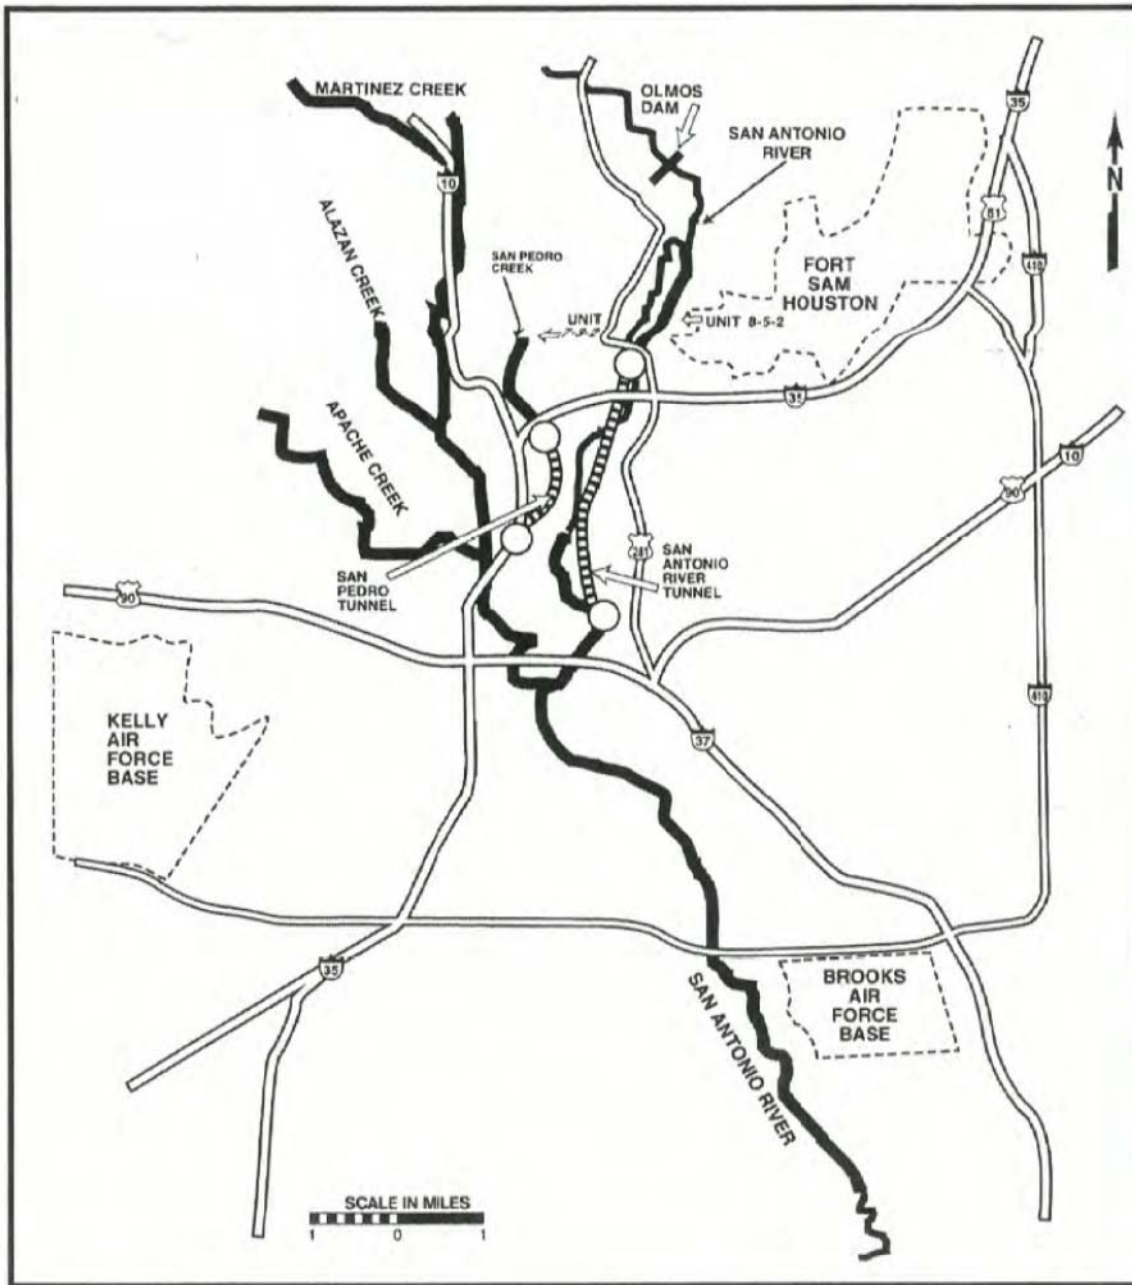 MARTINEZ CREEK
OLMOS
DAM
SAN ANTONIO
RIVER
35
N
10
81
ALAZAN CREEK
SAN PEDRO
CREEK
FORT
SAM
HOUSTON
410
UNIT
UNIT 8-5-2
35
APACHE CREEK
10
90
281
SAN
PEDRO
TUNNEL
SAN
ANTONIO
RIVER
TUNNEL
90
410
KELLY
AIR
FORCE
BASE
37
35
BROOKS
AIR
FORCE
BASE
SAN ANTONIO RIVER
SCALE IN MILES
1 0 1